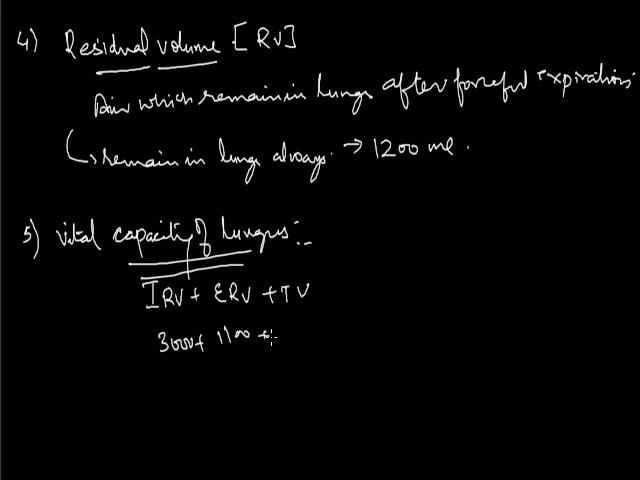 4) Residual volume [RV]
Air which remain in lungs after forceful expirations
↳ remain in lungs always. → 1200 ml.
5) Vital capacity of lungus:-
IRV + ERV + TV
3000 + 1100 +